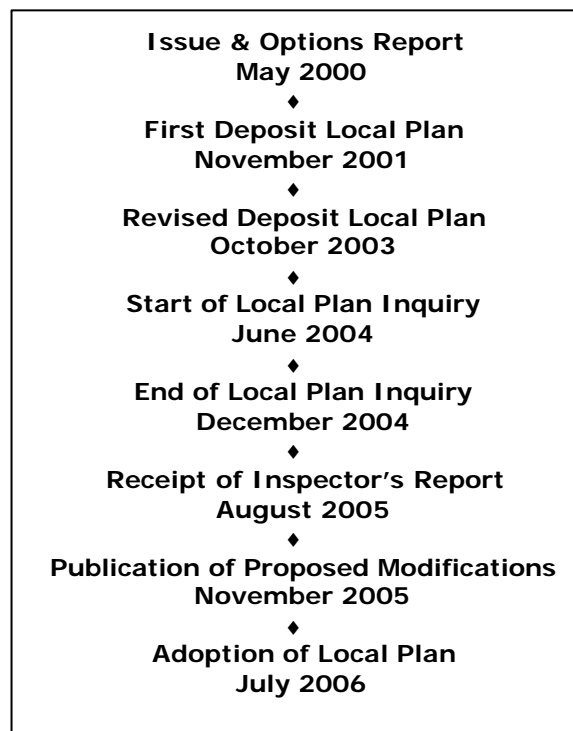 Issue & Options Report
May 2000
♦
First Deposit Local Plan
November 2001
♦
Revised Deposit Local Plan
October 2003
♦
Start of Local Plan Inquiry
June 2004
♦
End of Local Plan Inquiry
December 2004
♦
Receipt of Inspector’s Report
August 2005
♦
Publication of Proposed Modifications
November 2005
♦
Adoption of Local Plan
July 2006